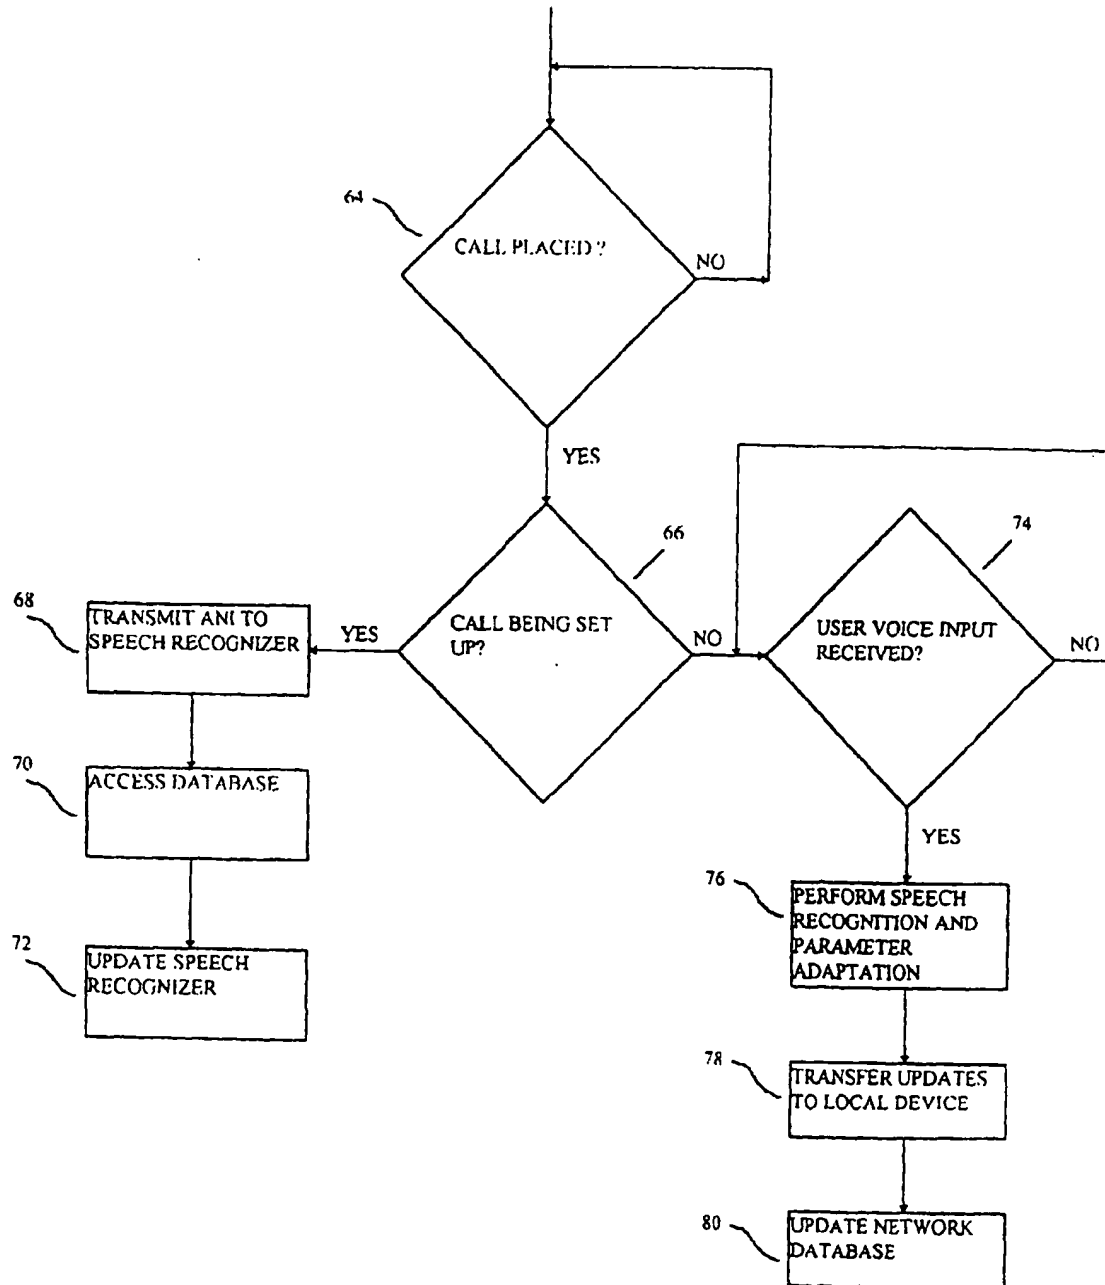 64
CALL PLACED?
NO
YES
66
74
68
TRANSMIT ANI TO
SPEECH RECOGNIZER
YES
CALL BEING SET
UP?
NO
USER VOICE INPUT
RECEIVED?
NO
70
ACCESS DATABASE
YES
76
PERFORM SPEECH
RECOGNITION AND
PARAMETER
ADAPTATION
72
UPDATE SPEECH
RECOGNIZER
78
TRANSFER UPDATES
TO LOCAL DEVICE
80
UPDATE NETWORK
DATABASE